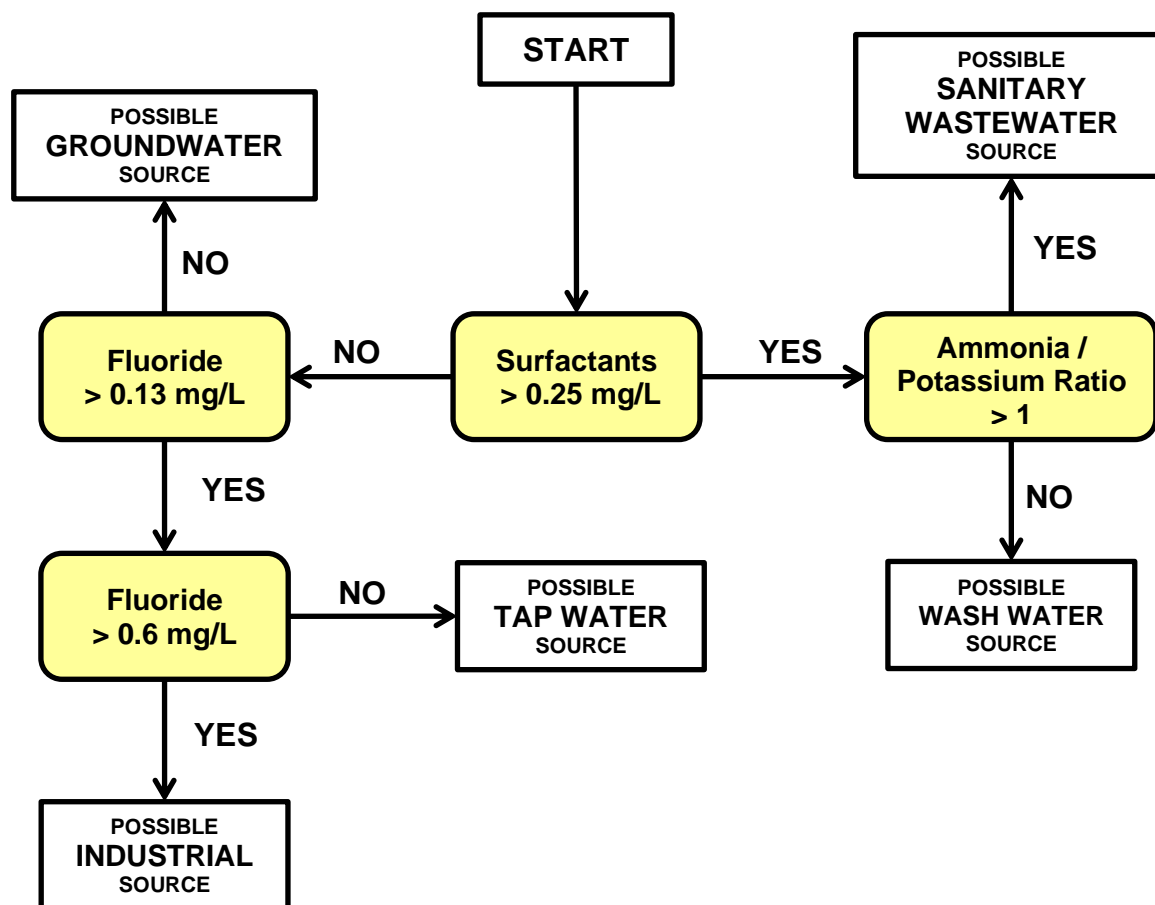 START
POSSIBLE
SANITARY
WASTEWATER
SOURCE
POSSIBLE
GROUNDWATER
SOURCE
NO
YES
Fluoride
> 0.13 mg/L
NO
Surfactants
> 0.25 mg/L
YES
Ammonia /
Potassium Ratio
> 1
YES
NO
Fluoride
> 0.6 mg/L
NO
POSSIBLE
TAP WATER
SOURCE
POSSIBLE
WASH WATER
SOURCE
YES
POSSIBLE
INDUSTRIAL
SOURCE